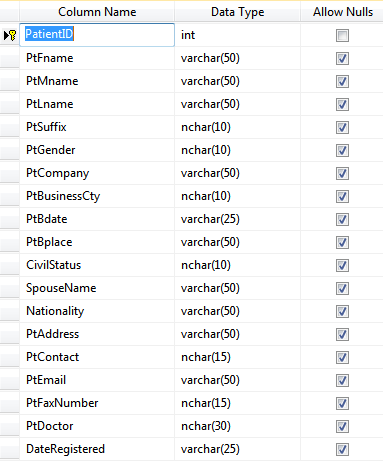 Column Name Data Type Allow Nulls
PatientID int
PtFname varchar(50)
PtMname varchar(50)
PtLname varchar(50)
PtSuffix nchar(10)
PtGender nchar(10)
PtCompany varchar(50)
PtBusinessCty nchar(10)
PtBdate varchar(25)
PtBplace varchar(50)
CivilStatus nchar(10)
SpouseName varchar(50)
Nationality varchar(50)
PtAddress varchar(50)
PtContact nchar(15)
PtEmail varchar(50)
PtFaxNumber nchar(15)
PtDoctor nchar(30)
DateRegistered varchar(25)